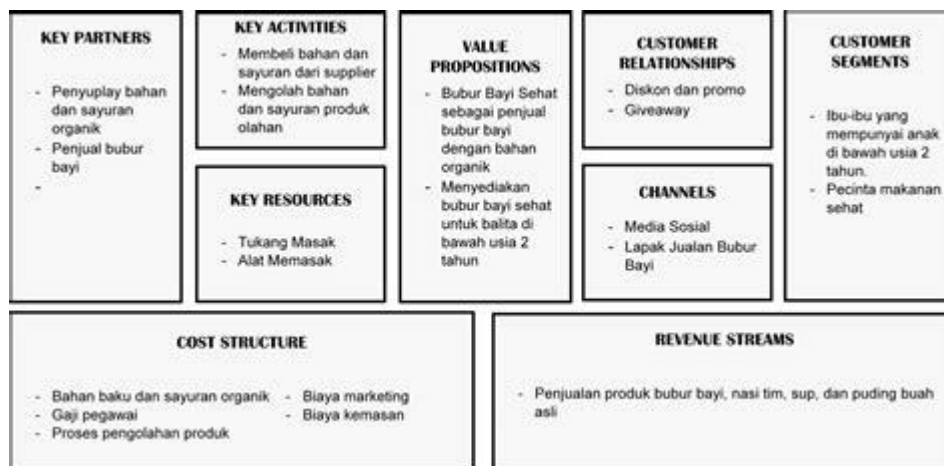 KEY PARTNERS
- Penyuplay bahan
dan sayuran
organik
- Penjual bubur
bayi
-
KEY ACTIVITIES
- Membeli bahan dan
sayuran dari supplier
- Mengolah bahan
dan sayuran produk
olahan
KEY RESOURCES
- Tukang Masak
- Alat Memasak
VALUE
PROPOSITIONS
- Bubur Bayi Sehat
sebagai penjual
bubur bayi
dengan bahan
organik
- Menyediakan
bubur bayi sehat
untuk balita di
bawah usia 2
tahun
CUSTOMER
RELATIONSHIPS
- Diskon dan promo
- Giveaway
CHANNELS
- Media Sosial
- Lapak Jualan Bubur
Bayi
CUSTOMER
SEGMENTS
- Ibu-ibu yang
mempunyai anak
di bawah usia 2
tahun.
- Pecinta makanan
sehat
COST STRUCTURE
- Bahan baku dan sayuran organik
- Gaji pegawai
- Proses pengolahan produk
- Biaya marketing
- Biaya kemasan
REVENUE STREAMS
- Penjualan produk bubur bayi, nasi tim, sup, dan puding buah
asli